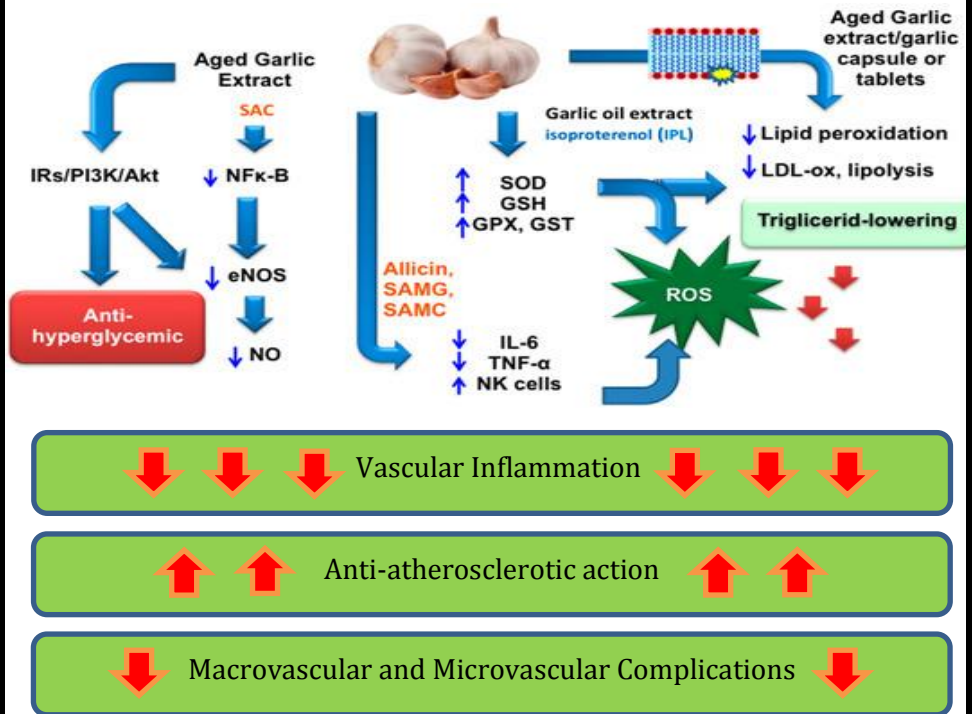 Aged Garlic
Extract
SAC
IRs/PI3K/Akt
NFκ-B
eNOS
Anti-
hyperglycemic
NO
Allicin,
SAMG,
SAMC
Garlic oil extract
isoproterenol (IPL)
SOD
GSH
GPX, GST
IL-6
TNF-α
NK cells
ROS
Aged Garlic
extract/garlic
capsule or
tablets
Lipid peroxidation
LDL-ox, lipolysis
Triglicerid-lowering
Vascular Inflammation
Anti-atherosclerotic action
Macrovascular and Microvascular Complications